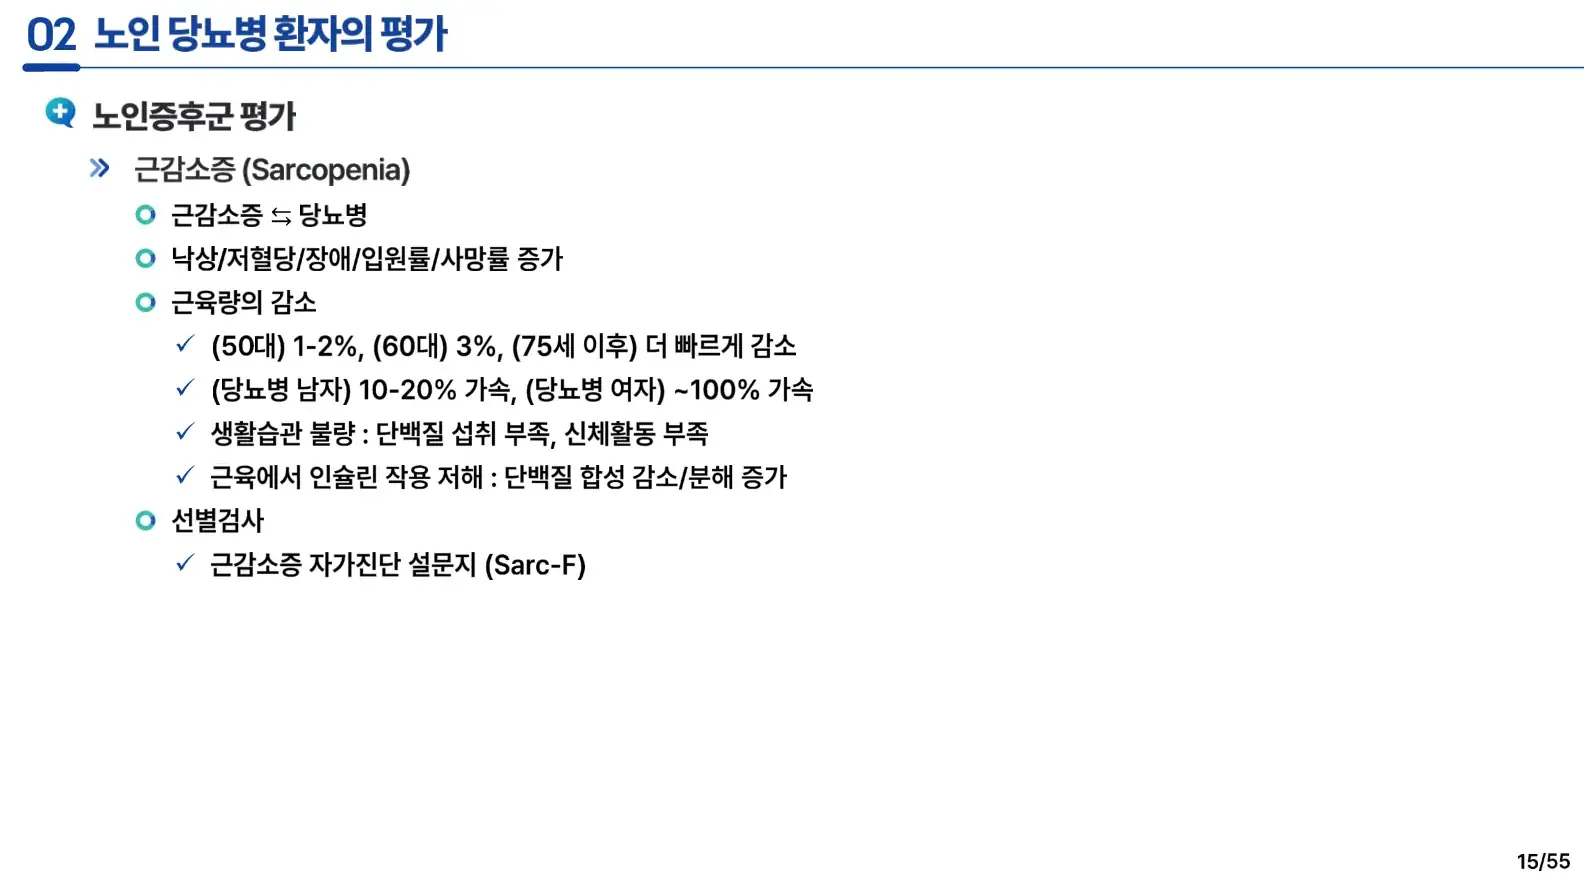 02 노인 당뇨병 환자의 평가
노인증후군 평가
근감소증 (Sarcopenia)
근감소증 ⇆ 당뇨병
낙상/저혈당/장애/입원률/사망률 증가
근육량의 감소
(50대) 1-2%, (60대) 3%, (75세 이후) 더 빠르게 감소
(당뇨병 남자) 10-20% 가속, (당뇨병 여자) ~100% 가속
생활습관 불량 : 단백질 섭취 부족, 신체활동 부족
근육에서 인슐린 작용 저해 : 단백질 합성 감소/분해 증가
선별검사
근감소증 자가진단 설문지 (Sarc-F)
15/55